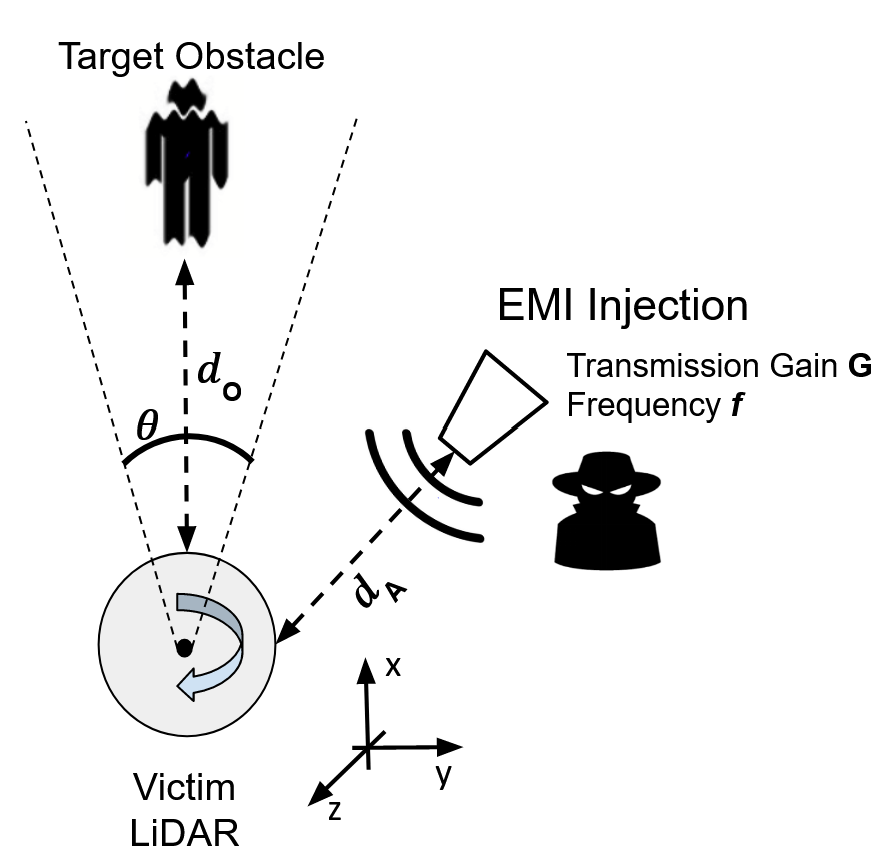 Target Obstacle
EMI Injection
Transmission Gain G
Frequency f
d_O
θ
d_A
x
y
z
Victim
LiDAR